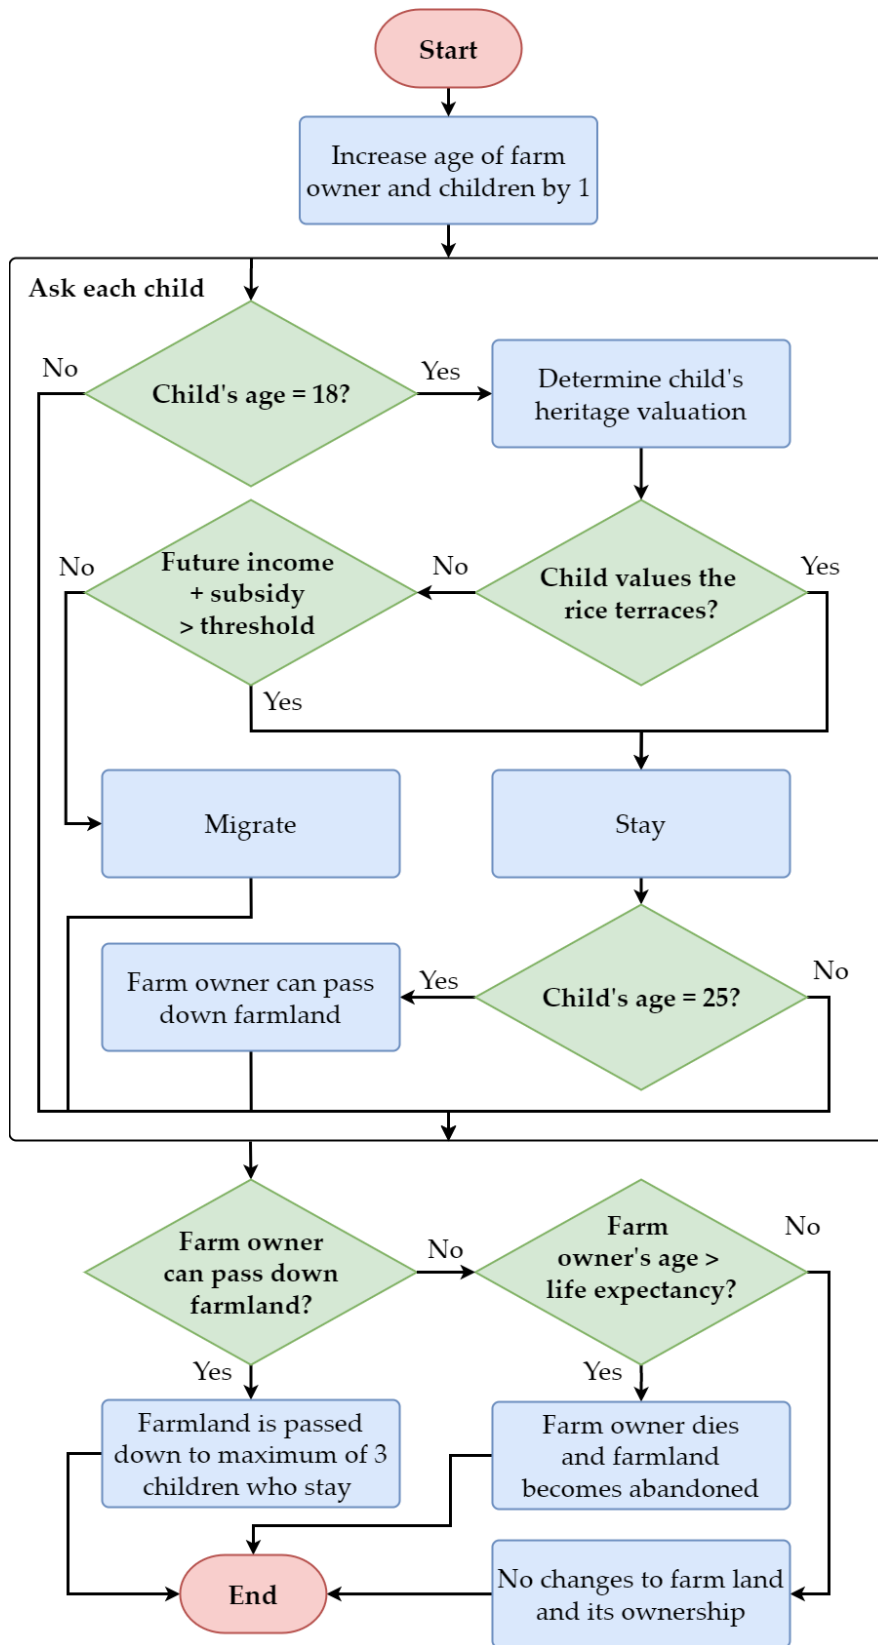 Start
Increase age of farm
owner and children by 1
Ask each child
No
Child's age = 18?
Yes
Determine child's
heritage valuation
No
Future income
+ subsidy
> threshold
No
Child values the
rice terraces?
Yes
Yes
Migrate
Stay
Farm owner can pass
down farmland
Yes
Child's age = 25?
No
Farm owner
can pass down
farmland?
No
Farm
owner's age >
life expectancy?
No
Yes
Yes
Farmland is passed
down to maximum of 3
children who stay
Farm owner dies
and farmland
becomes abandoned
End
No changes to farm land
and its ownership